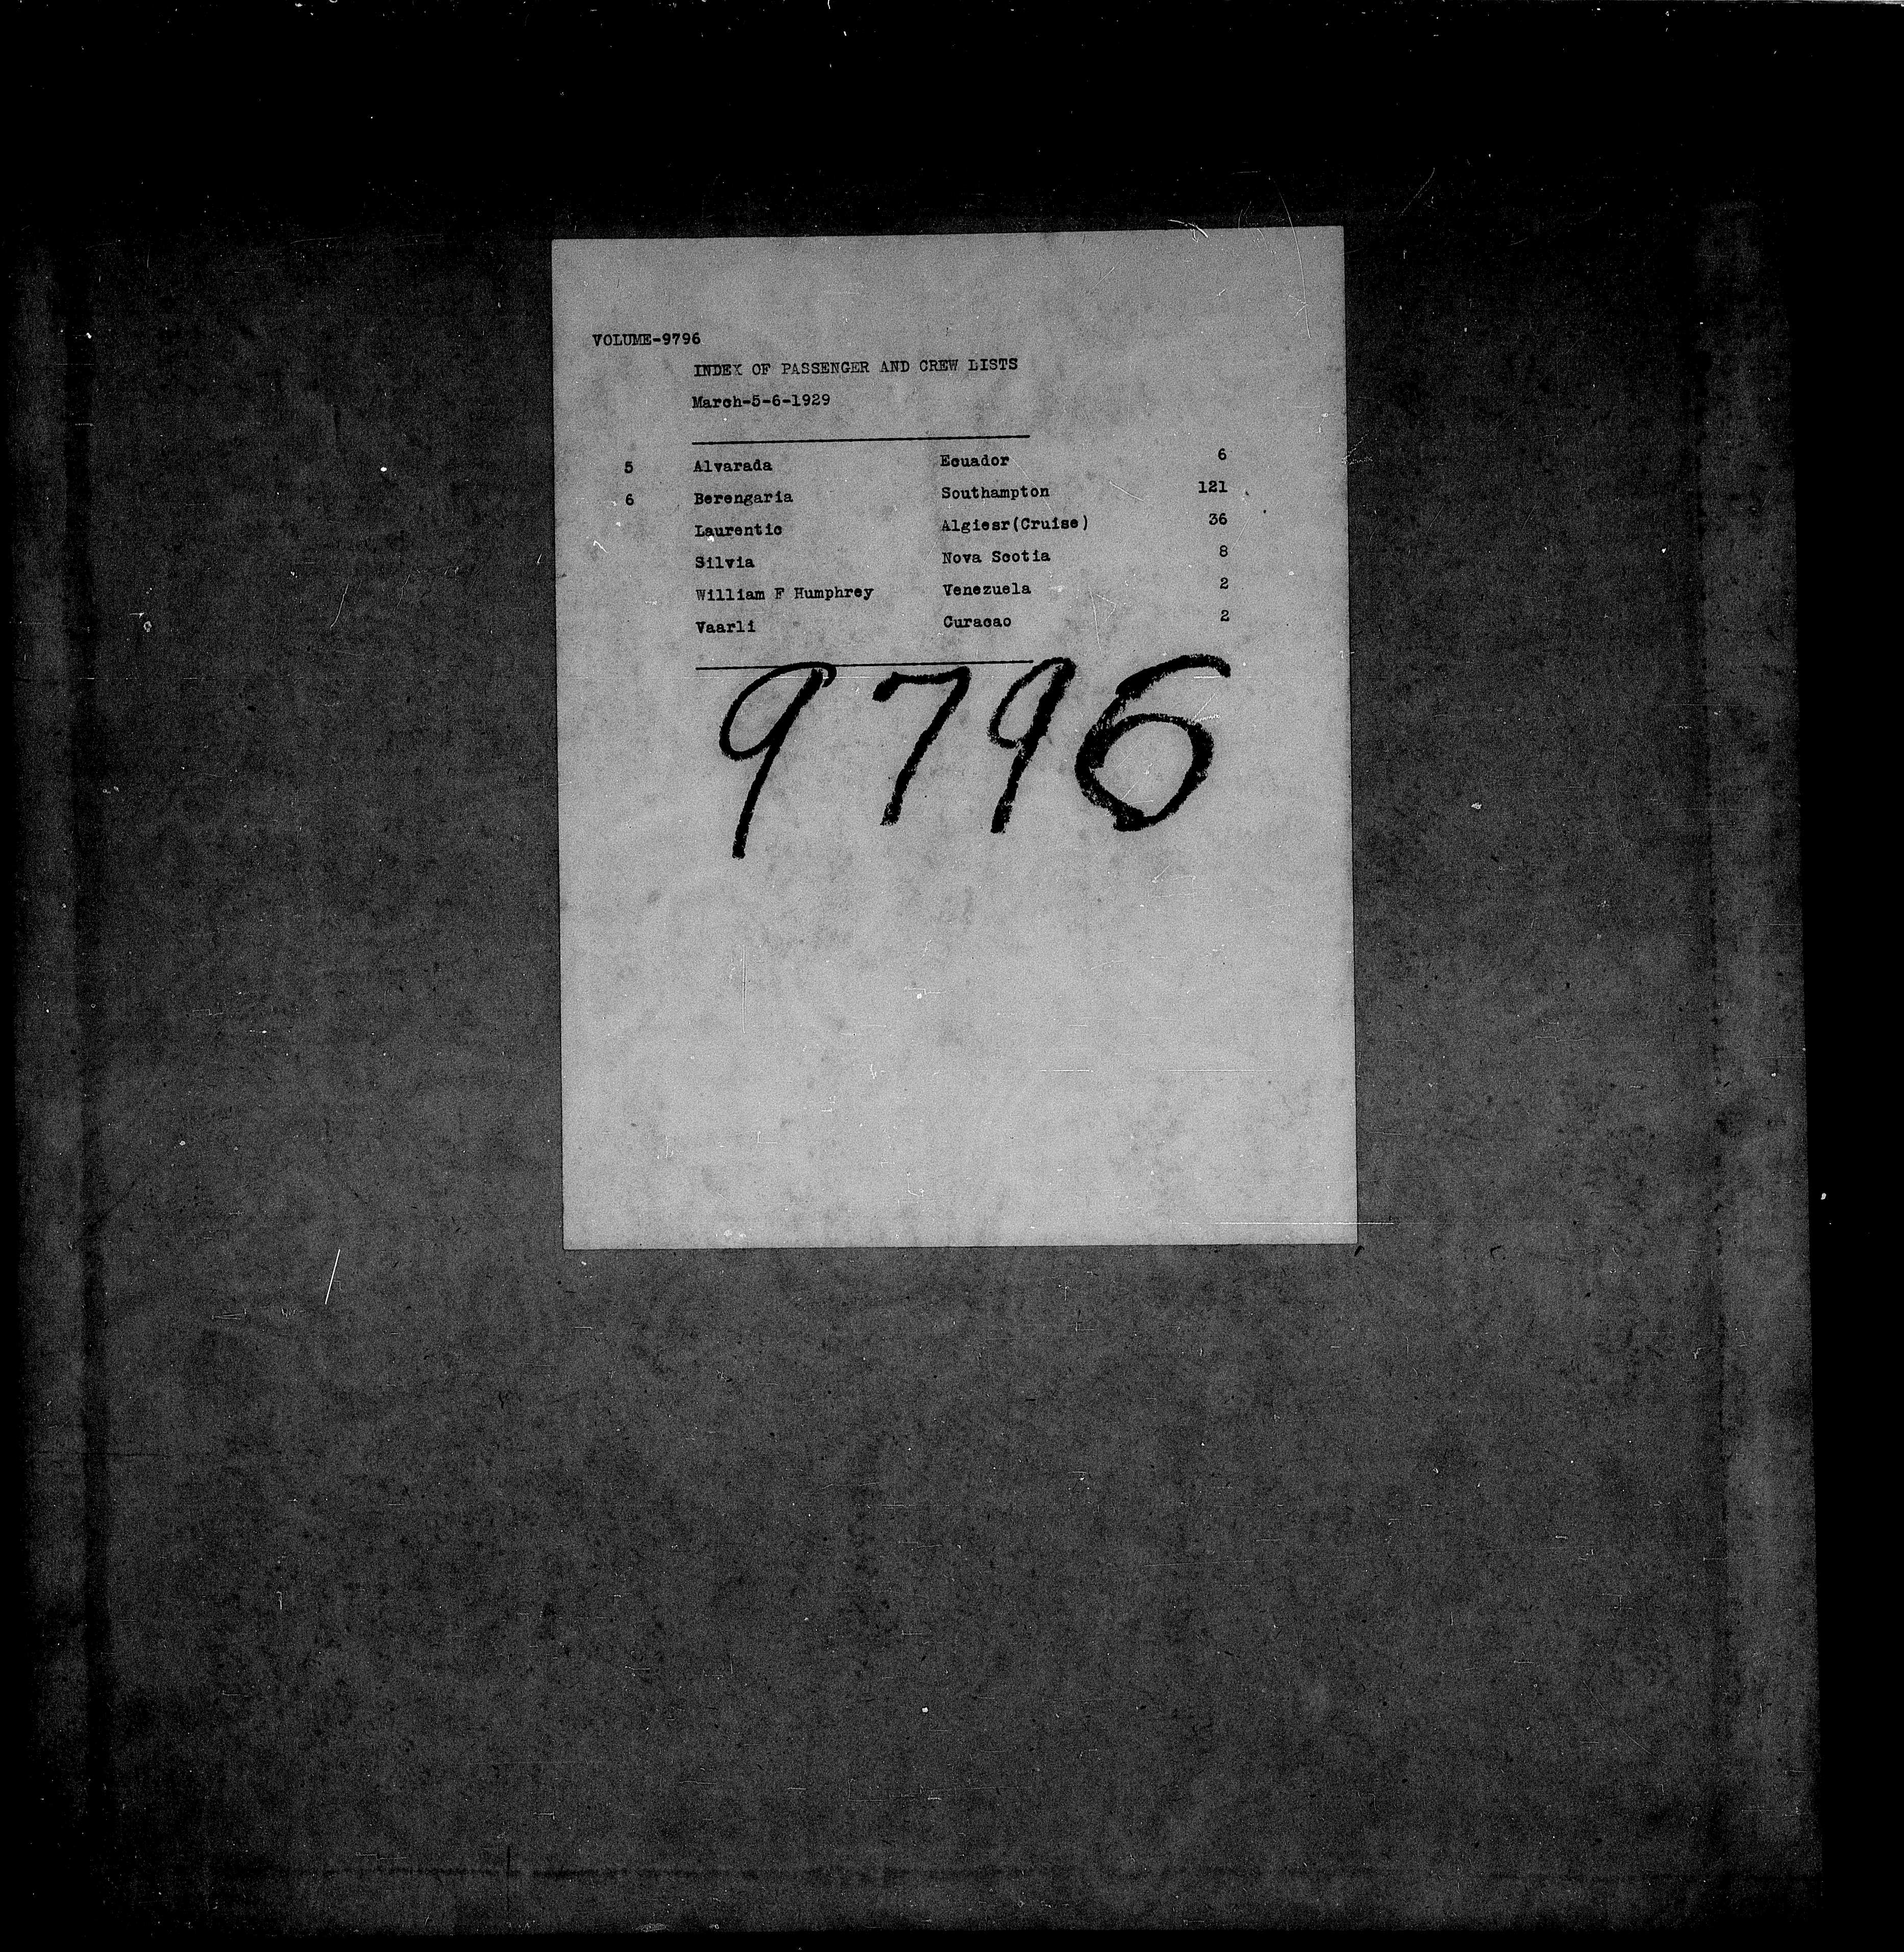 VOLUME-9796
INDEX OF PASSENGER AND CREW LISTS
March-5-6-1929
5 Alvarada Ecuador 6
6 Berengaria Southampton 121
Laurentic Algiesr(Cruise) 36
Silvia Nova Scotia 8
William F Humphrey Venezuela 2
Vaarli Curacao 2
9796